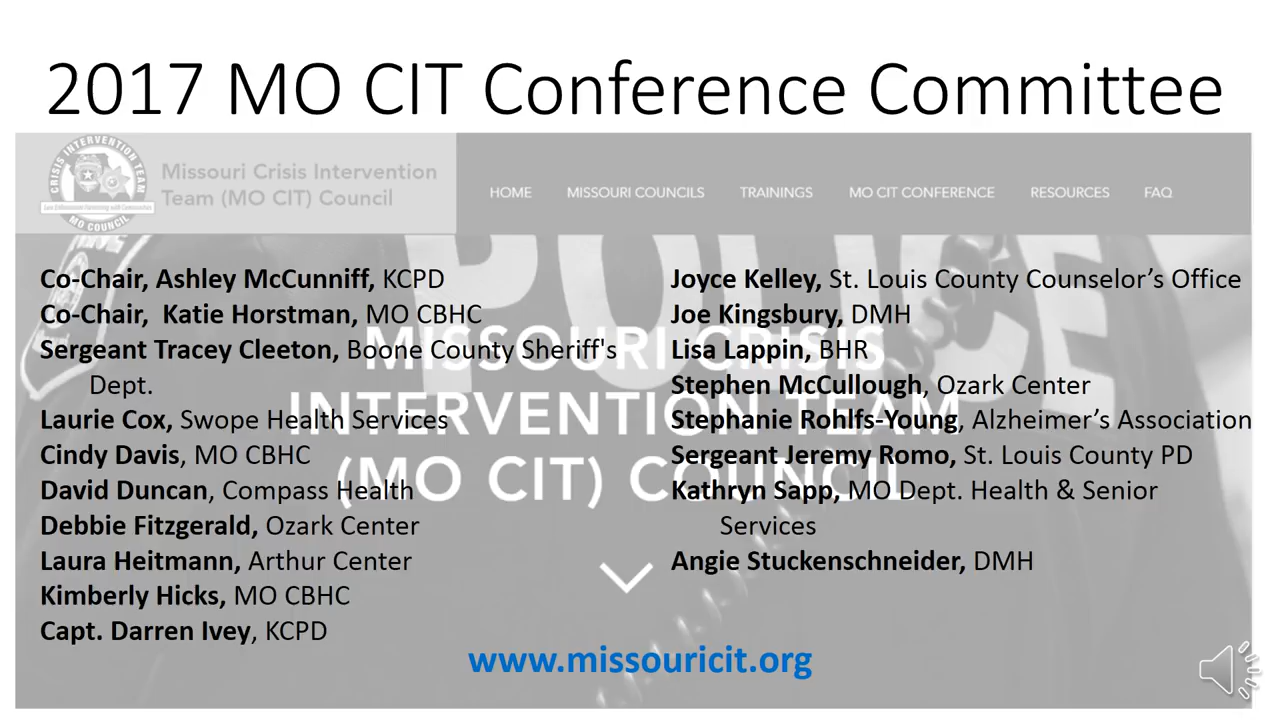 2017 MO CIT Conference Committee
CRISIS INTERVENTION TEAM
MO COUNCIL
Missouri Crisis Intervention
Team (MO CIT) Council
HOME MISSOURI COUNCILS TRAININGS MO CIT CONFERENCE RESOURCES FAQ
POLICE
MISSOURI CRISIS
INTERVENTION TEAM
(MO CIT) COUNCIL
Co-Chair, Ashley McCunniff, KCPD
Co-Chair, Katie Horstman, MO CBHC
Sergeant Tracey Cleeton, Boone County Sheriff's
Dept.
Laurie Cox, Swope Health Services
Cindy Davis, MO CBHC
David Duncan, Compass Health
Debbie Fitzgerald, Ozark Center
Laura Heitmann, Arthur Center
Kimberly Hicks, MO CBHC
Capt. Darren Ivey, KCPD
Joyce Kelley, St. Louis County Counselor’s Office
Joe Kingsbury, DMH
Lisa Lappin, BHR
Stephen McCullough, Ozark Center
Stephanie Rohlfs-Young, Alzheimer’s Association
Sergeant Jeremy Romo, St. Louis County PD
Kathryn Sapp, MO Dept. Health & Senior
Services
Angie Stuckenschneider, DMH
www.missouricit.org